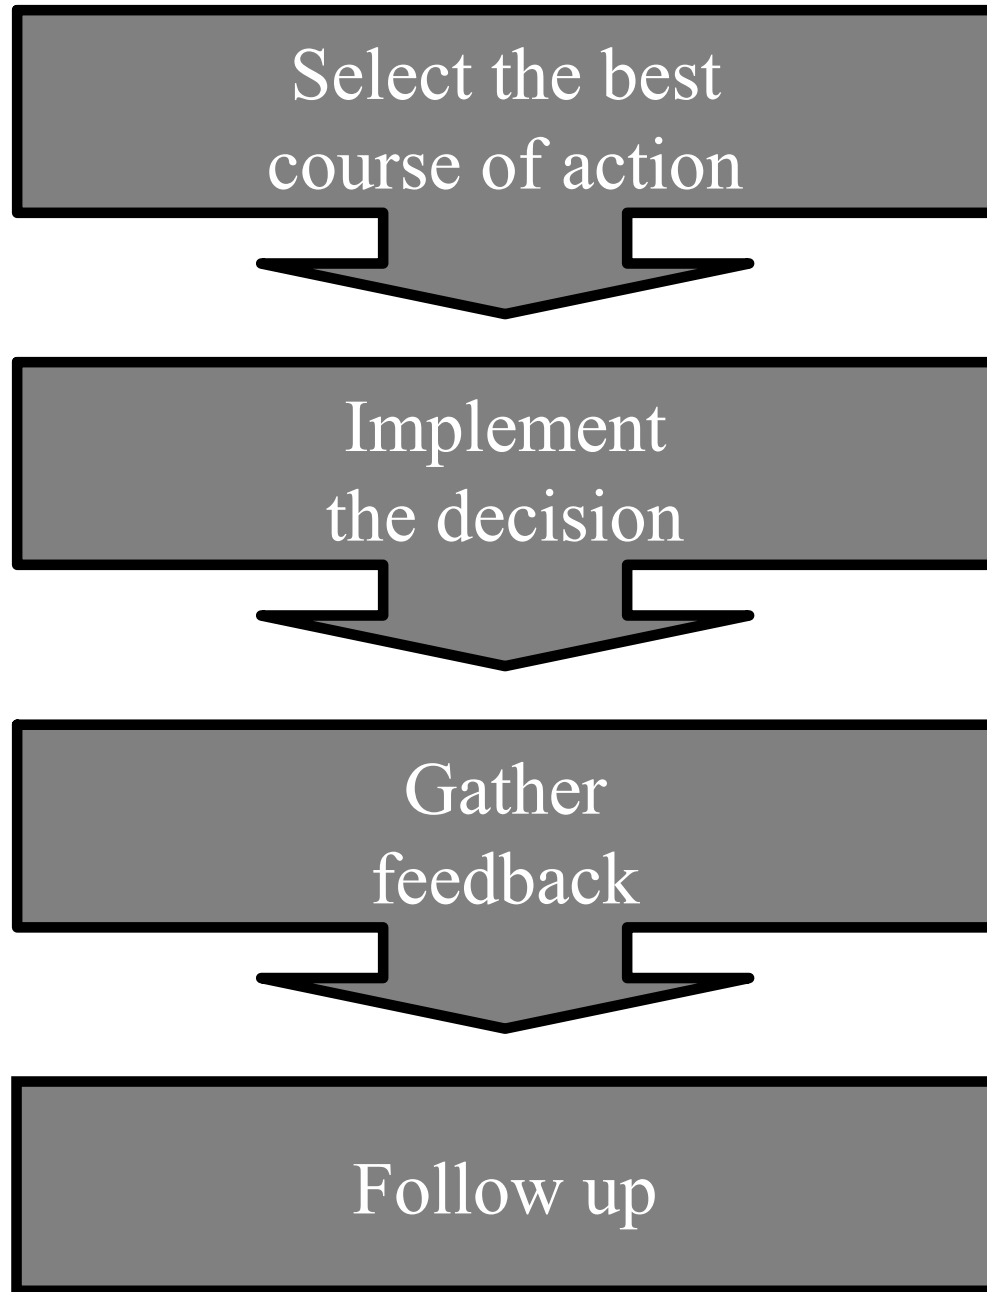 Select the best
course of action
Implement
the decision
Gather
feedback
Follow up